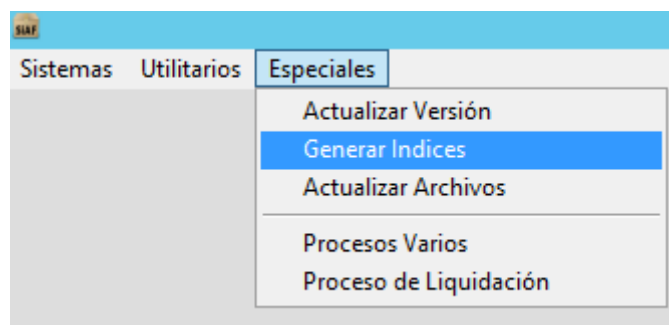 SIAF
Sistemas Utilitarios Especiales
Actualizar Versión
Generar Indices
Actualizar Archivos
Procesos Varios
Proceso de Liquidación